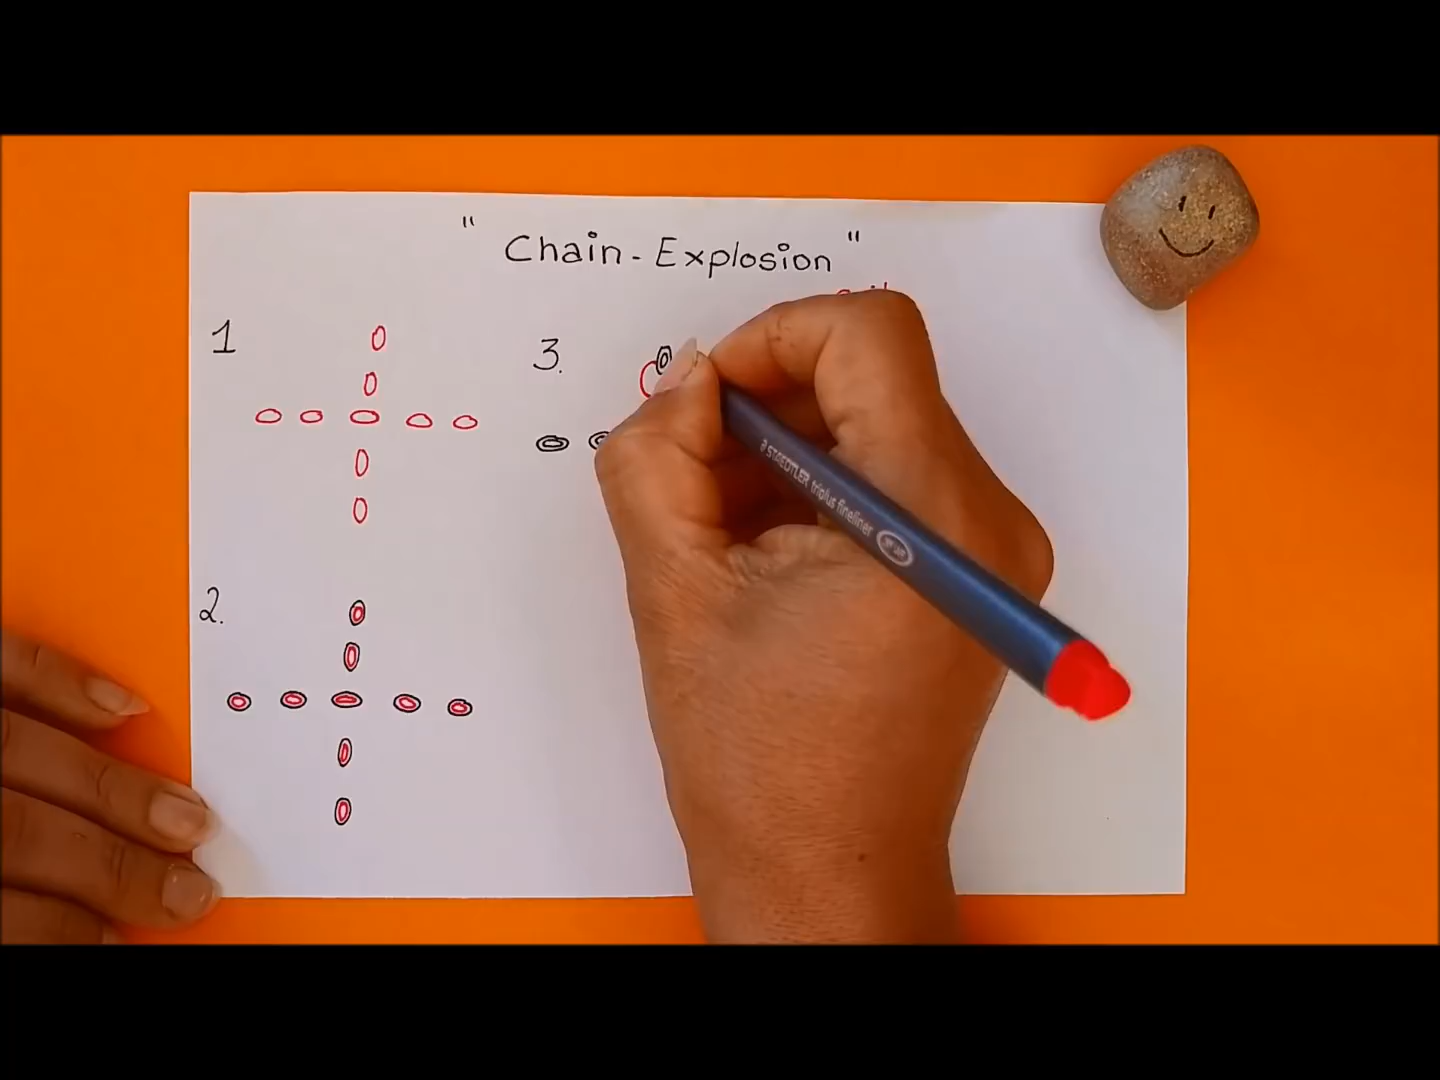 " Chain - Explosion "
1
3.
2.
STAEDTLER triplus fineliner